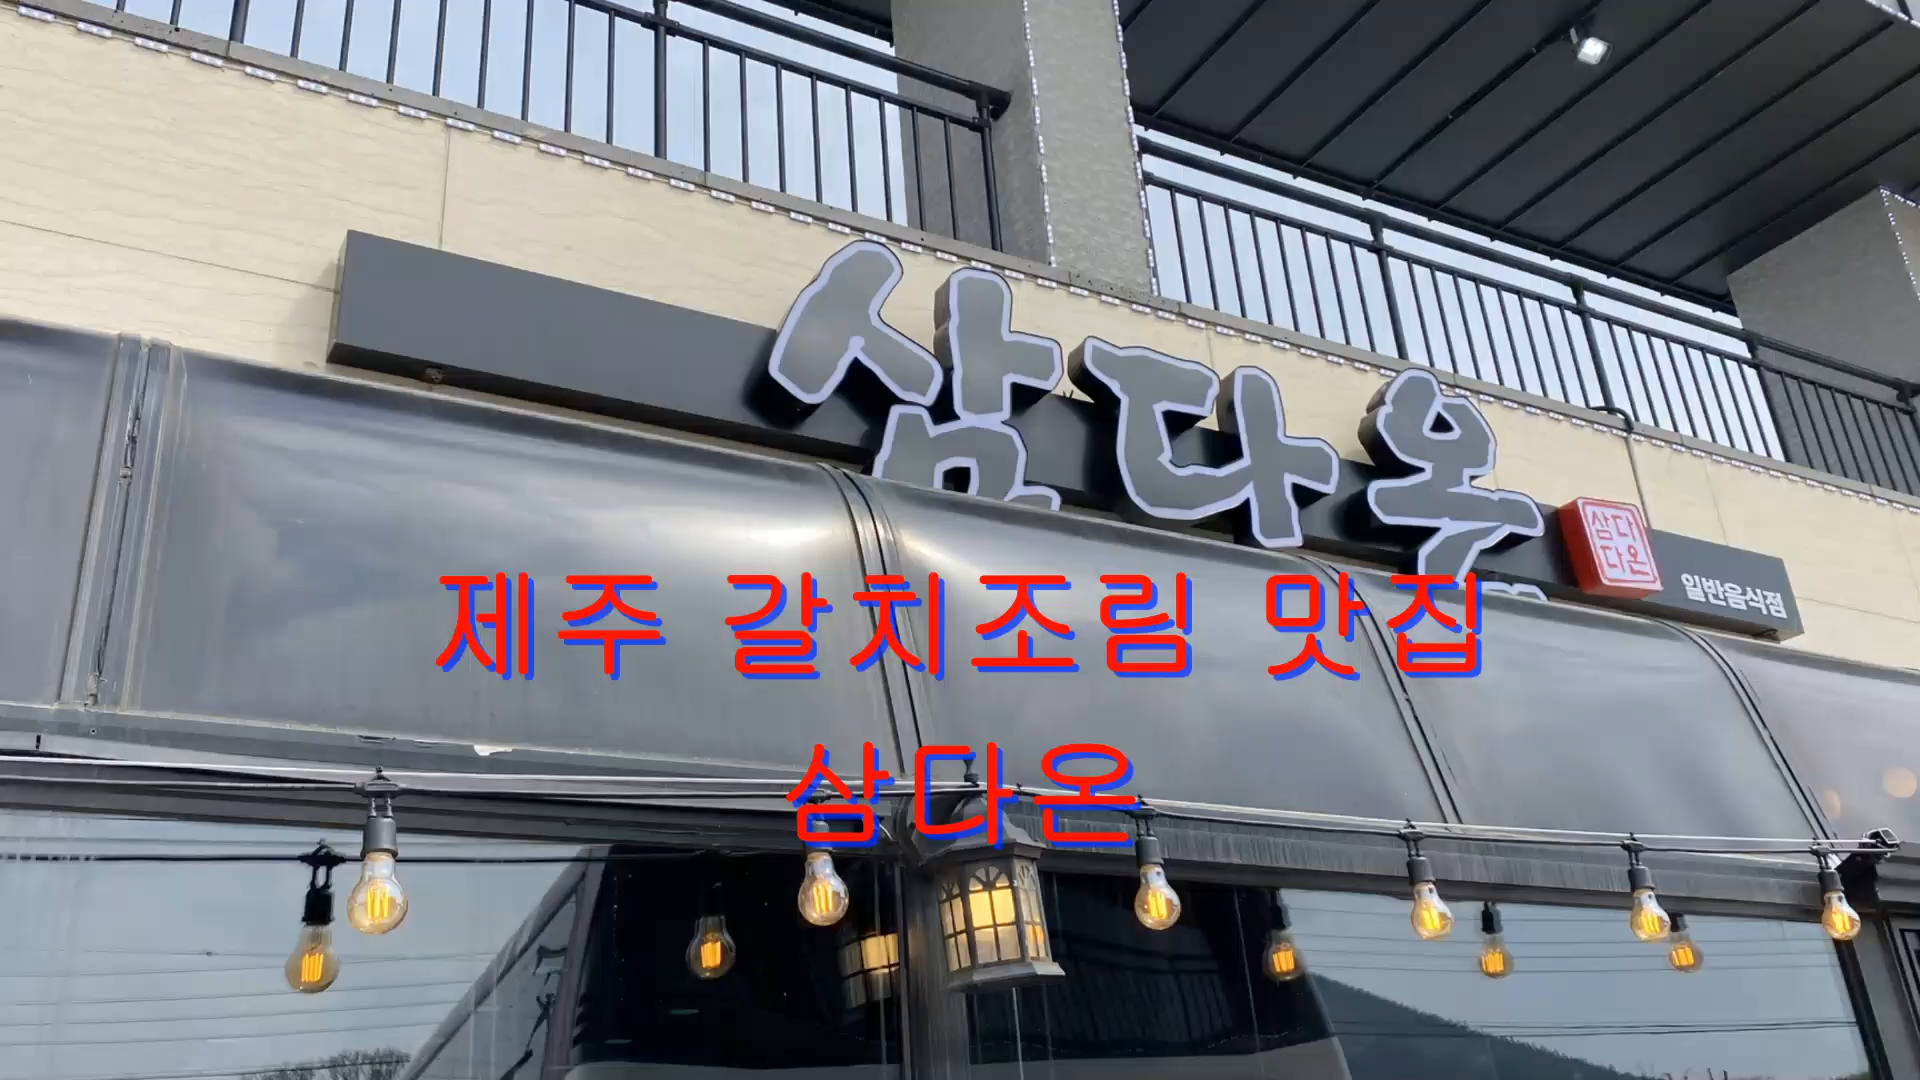 삼다온
삼다
다온
일반음식점
제주 갈치조림 맛집
삼다온